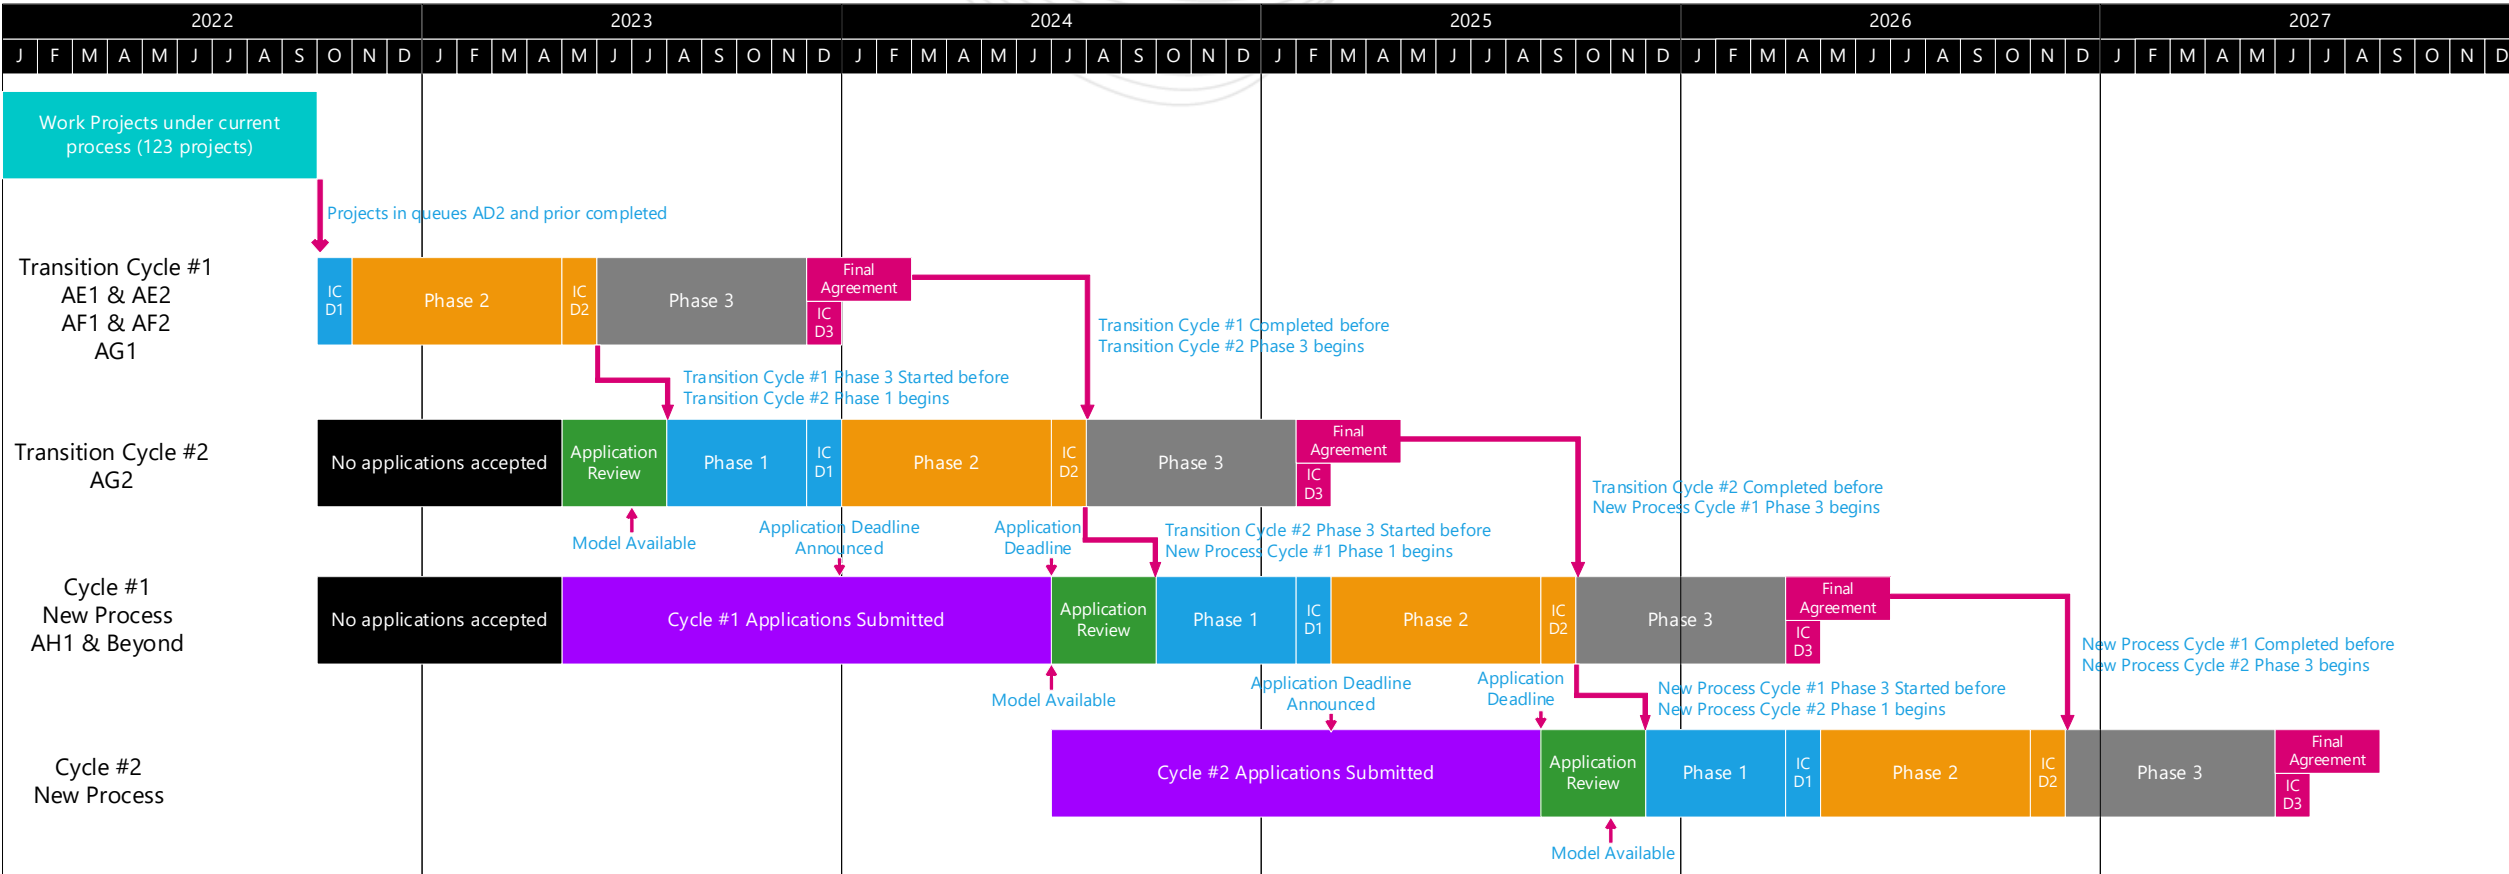 2022 2023 2024 2025 2026 2027
J F M A M J J A S O N D J F M A M J J A S O N D J F M A M J J A S O N D J F M A M J J A S O N D J F M A M J J A S O N D J F M A M J J A S O N D
Work Projects under current
process (123 projects)
Projects in queues AD2 and prior completed
Transition Cycle #1
AE1 & AE2
AF1 & AF2
AG1
IC
D1
Phase 2
IC
D2
Phase 3
Final
Agreement
IC
D3
Transition Cycle #1 Completed before
Transition Cycle #2 Phase 3 begins
Transition Cycle #1 Phase 3 Started before
Transition Cycle #2 Phase 1 begins
Transition Cycle #2
AG2
No applications accepted
Application
Review
Phase 1
IC
D1
Phase 2
IC
D2
Phase 3
Final
Agreement
IC
D3
Transition Cycle #2 Completed before
New Process Cycle #1 Phase 3 begins
Model Available
Application Deadline
Announced
Application
Deadline
Transition Cycle #2 Phase 3 Started before
New Process Cycle #1 Phase 1 begins
Cycle #1
New Process
AH1 & Beyond
No applications accepted
Cycle #1 Applications Submitted
Application
Review
Phase 1
IC
D1
Phase 2
IC
D2
Phase 3
Final
Agreement
IC
D3
New Process Cycle #1 Completed before
New Process Cycle #2 Phase 3 begins
Model Available
Application Deadline
Announced
Application
Deadline
New Process Cycle #1 Phase 3 Started before
New Process Cycle #2 Phase 1 begins
Cycle #2
New Process
Cycle #2 Applications Submitted
Application
Review
Phase 1
IC
D1
Phase 2
IC
D2
Phase 3
Final
Agreement
IC
D3
Model Available